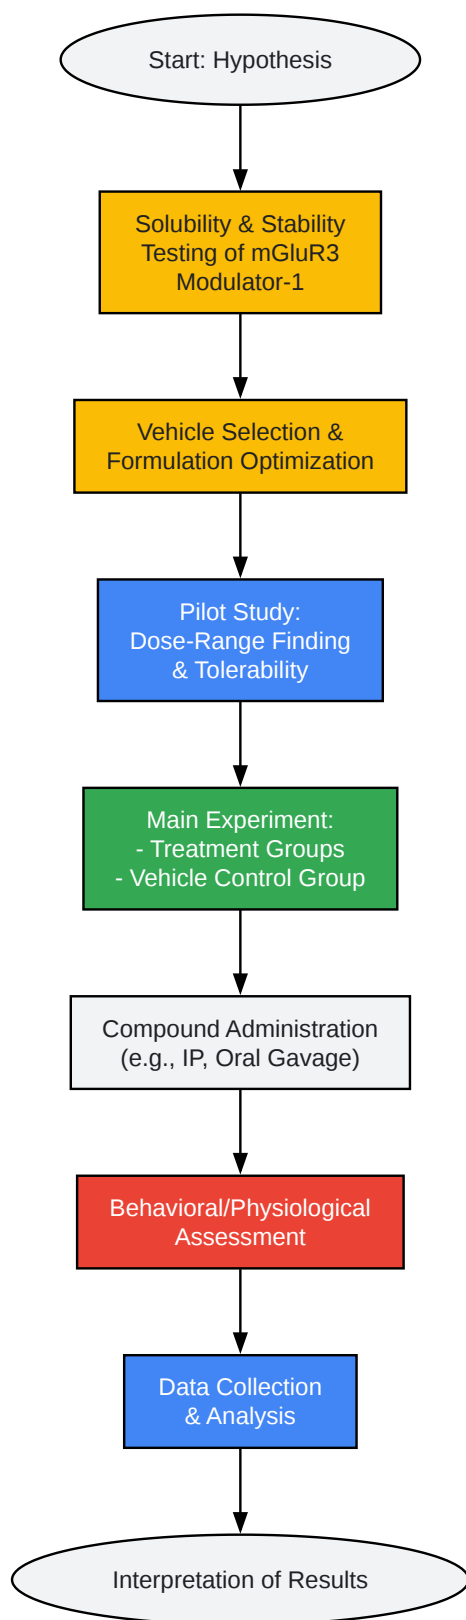 Start: Hypothesis
Solubility & Stability
Testing of mGluR3
Modulator-1
Vehicle Selection &
Formulation Optimization
Pilot Study:
Dose-Range Finding
& Tolerability
Main Experiment:
- Treatment Groups
- Vehicle Control Group
Compound Administration
(e.g., IP, Oral Gavage)
Behavioral/Physiological
Assessment
Data Collection
& Analysis
Interpretation of Results